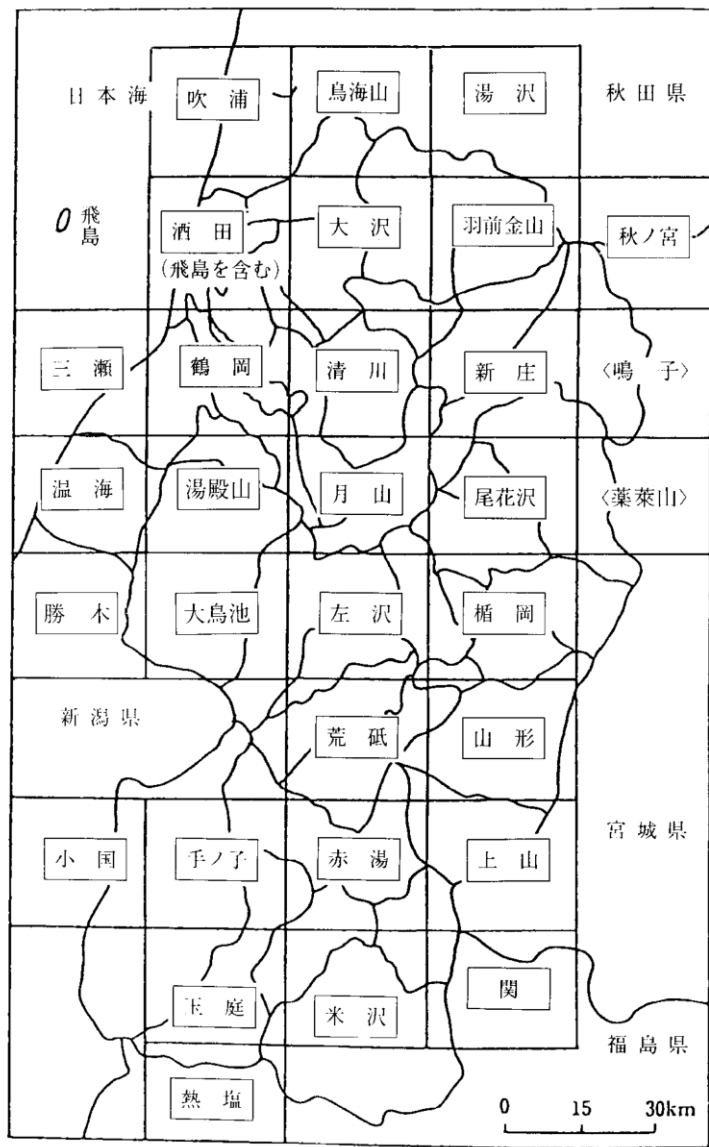 日本海
吹浦
鳥海山
湯沢
秋田県
飛島
酒田
(飛島を含む)
大沢
羽前金山
秋ノ宮
三瀬
鶴岡
清川
新庄
〈鳴子〉
温海
湯殿山
月山
尾花沢
〈薬萊山〉
勝木
大鳥池
左沢
楯岡
新潟県
荒砥
山形
小国
手ノ子
赤湯
上山
宮城県
玉庭
米沢
関
福島県
熱塩
0 15 30km